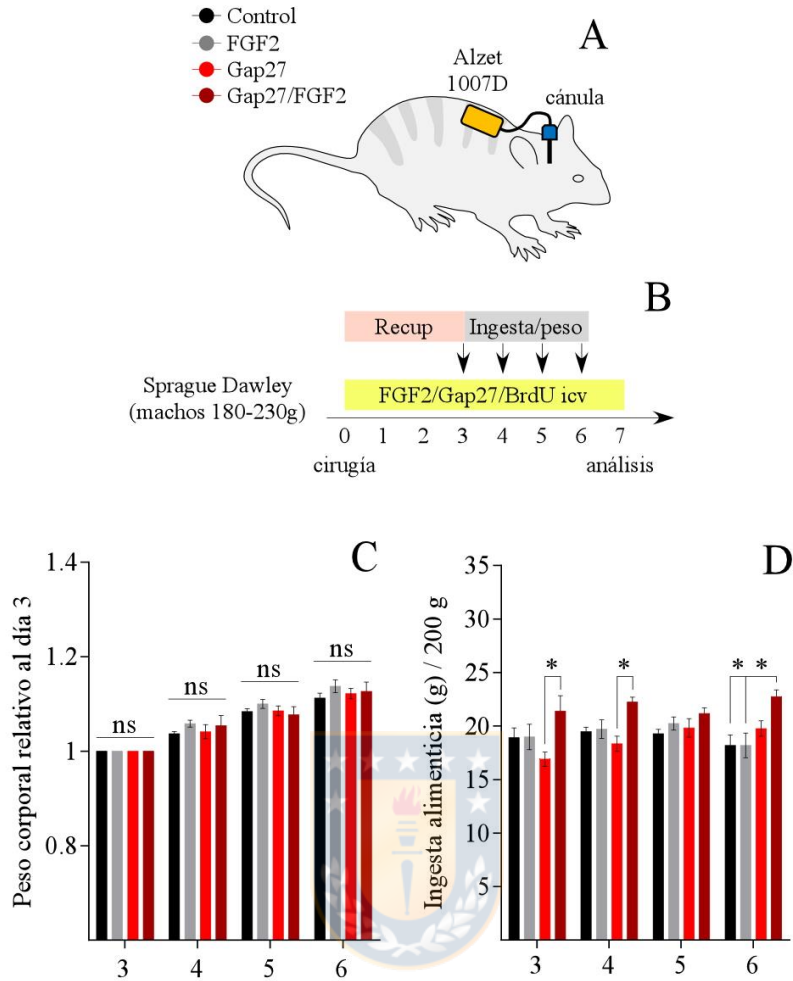 Control
FGF2
Gap27
Gap27/FGF2
A
Alzet
1007D
cánula
B
Recup
Ingesta/peso
Sprague Dawley
(machos 180-230g)
FGF2/Gap27/BrdU icv
0 1 2 3 4 5 6 7
cirugía
análisis
C
Peso corporal relativo al día 3
1.4
1.2
1
0.8
ns
ns
ns
ns
3 4 5 6
D
Ingesta alimenticia (g) / 200 g
35
30
25
20
15
10
5
*
*
* *
3 4 5 6